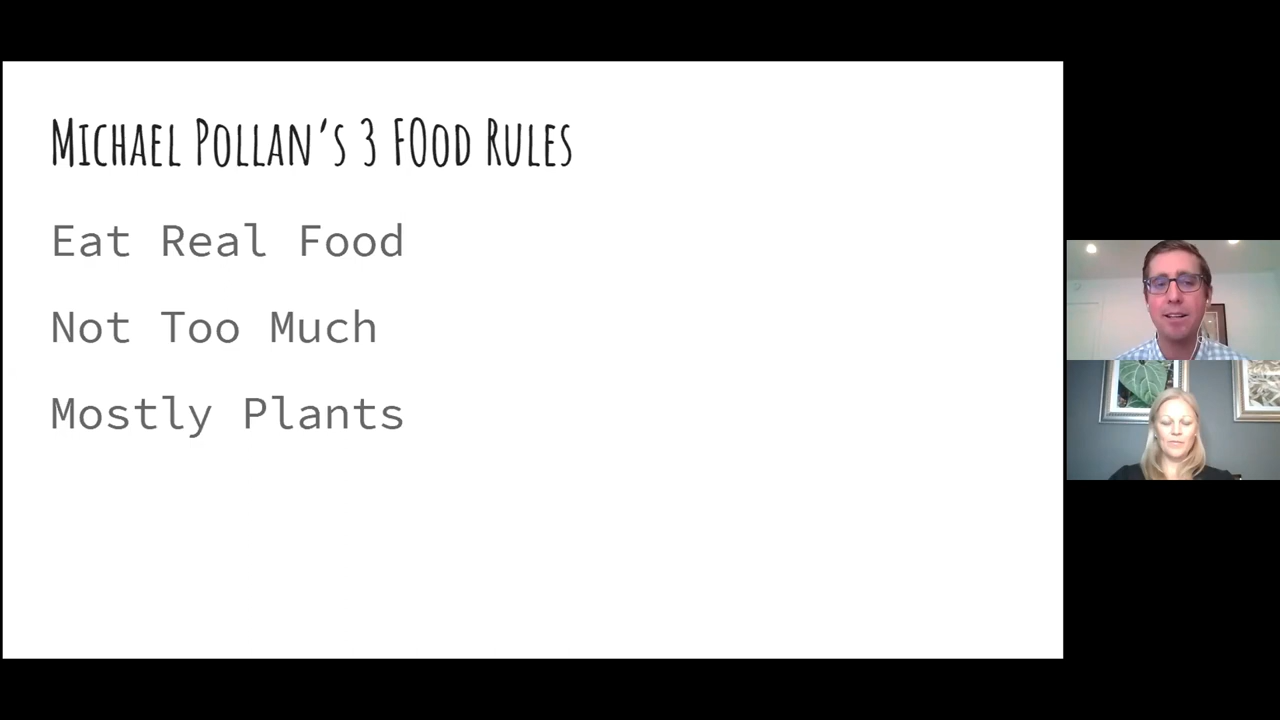 Michael Pollan’s 3 FOod Rules
Eat Real Food
Not Too Much
Mostly Plants